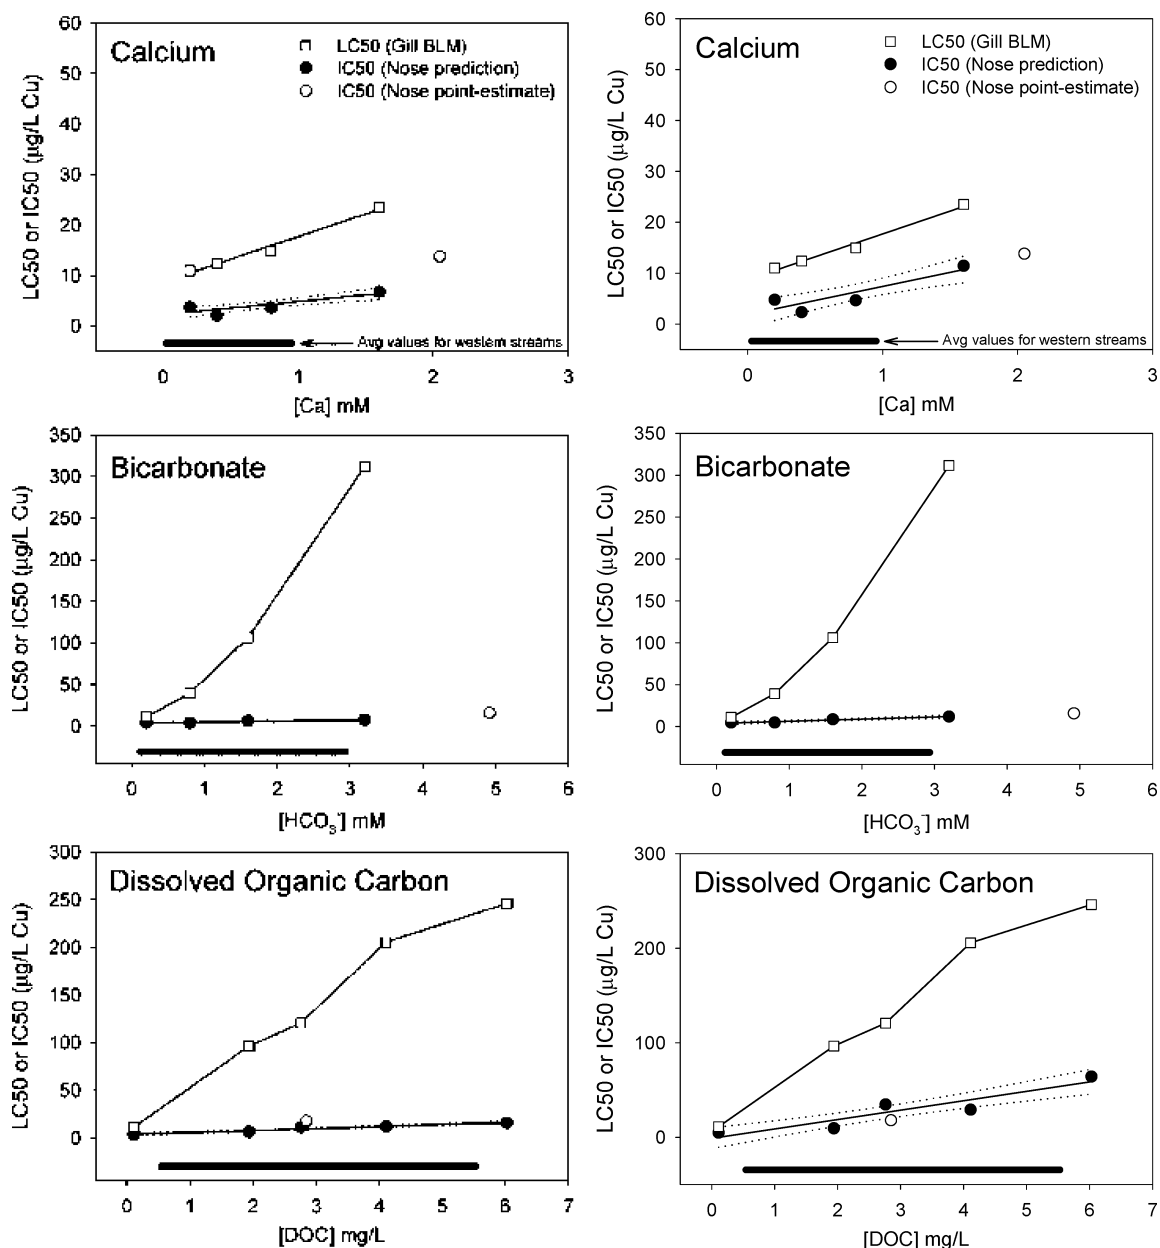 Calcium
LC50 (Gill BLM)
IC50 (Nose prediction)
IC50 (Nose point-estimate)
LC50 or IC50 (µg/L Cu)
60
50
40
30
20
10
0
Avg values for western streams
0 1 2 3
[Ca] mM
Calcium
LC50 (Gill BLM)
IC50 (Nose prediction)
IC50 (Nose point-estimate)
LC50 or IC50 (µg/L Cu)
60
50
40
30
20
10
0
Avg values for western streams
0 1 2 3
[Ca] mM
Bicarbonate
LC50 or IC50 (µg/L Cu)
350
300
250
200
150
100
50
0
0 1 2 3 4 5 6
[HCO₃⁻] mM
Bicarbonate
LC50 or IC50 (µg/L Cu)
350
300
250
200
150
100
50
0
0 1 2 3 4 5 6
[HCO₃⁻] mM
Dissolved Organic Carbon
LC50 or IC50 (µg/L Cu)
300
250
200
150
100
50
0
0 1 2 3 4 5 6 7
[DOC] mg/L
Dissolved Organic Carbon
LC50 or IC50 (µg/L Cu)
300
200
100
0
0 1 2 3 4 5 6 7
[DOC] mg/L